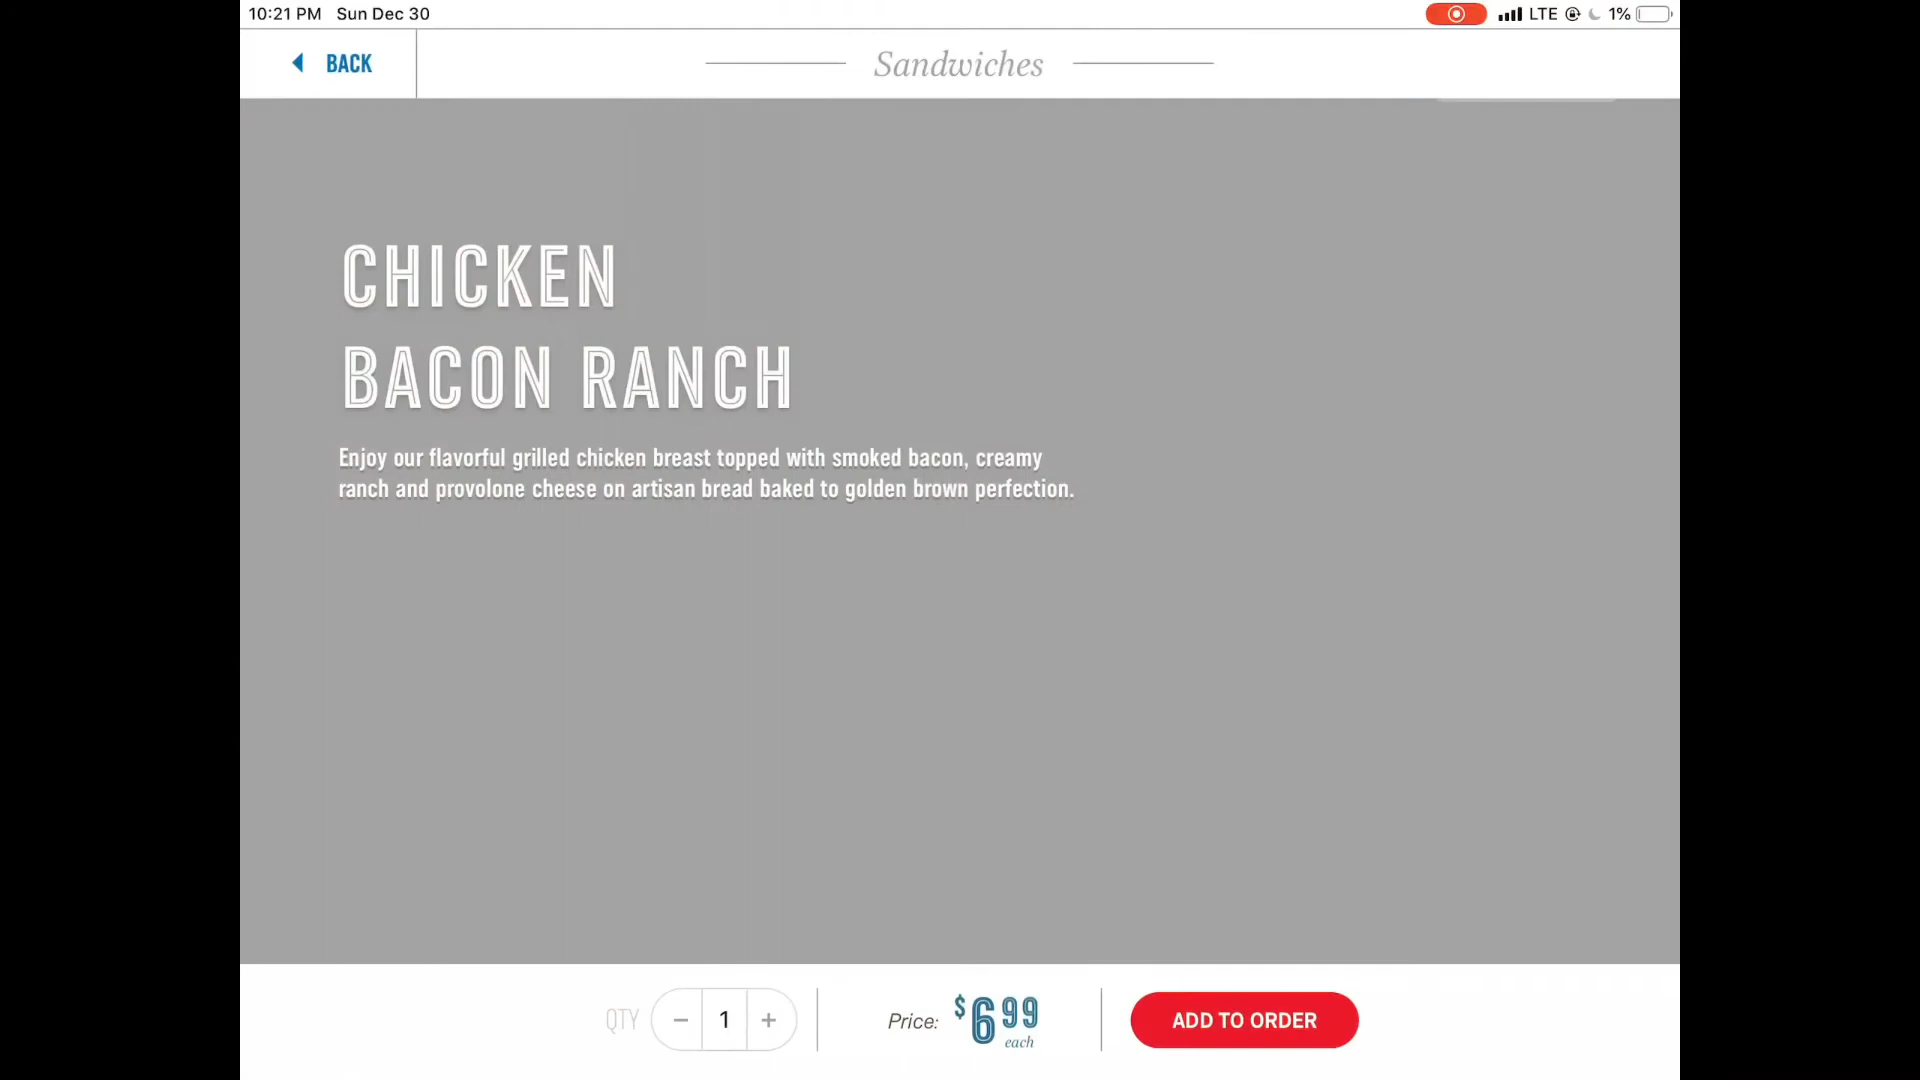 10:21 PM Sun Dec 30
LTE 1%
BACK
Sandwiches
CHICKEN
BACON RANCH
Enjoy our flavorful grilled chicken breast topped with smoked bacon, creamy
ranch and provolone cheese on artisan bread baked to golden brown perfection.
QTY − 1 + Price: $6 99 each ADD TO ORDER